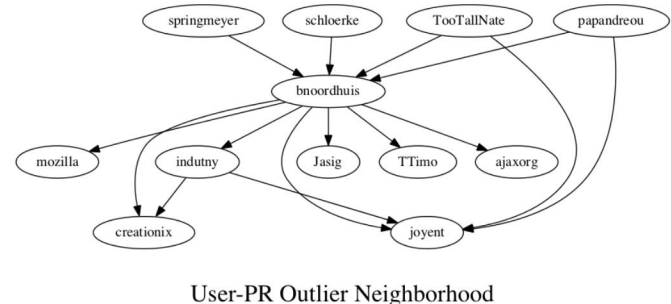 springmeyer
schloerke
TooTallNate
papandreou
bnoordhuis
mozilla
indutny
Jasig
TTimo
ajaxorg
creationix
joyent
User-PR Outlier Neighborhood